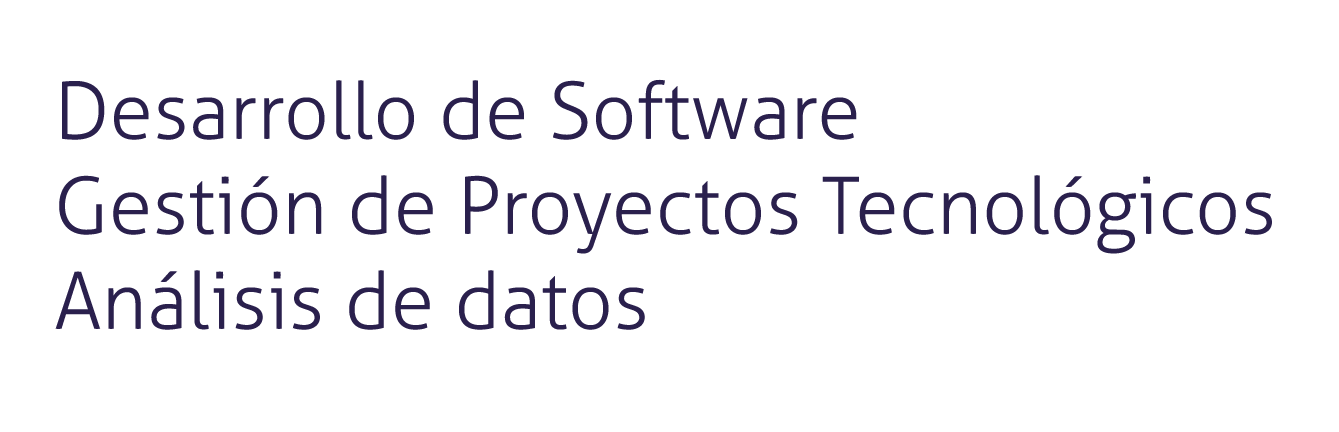 Desarrollo de Software
Gestión de Proyectos Tecnológicos
Análisis de datos